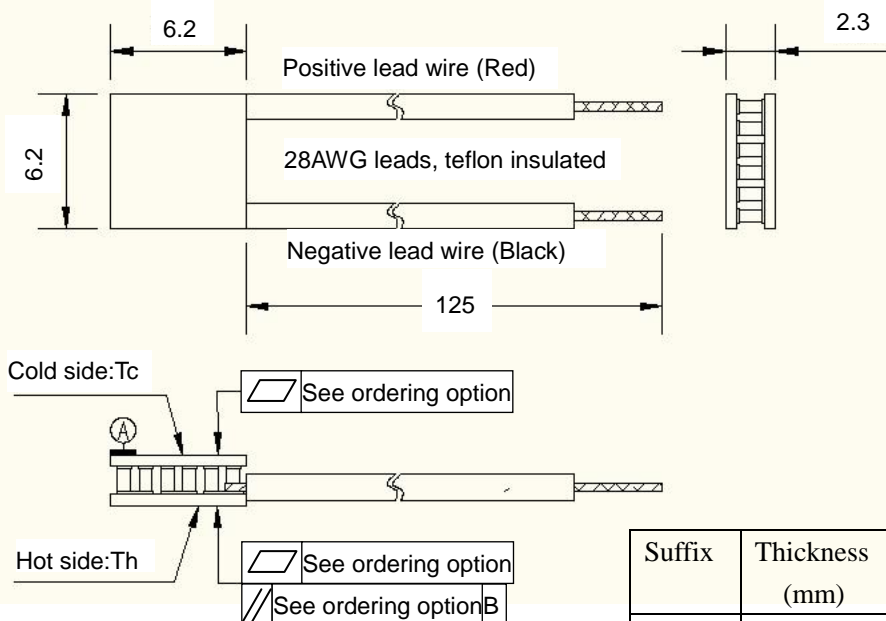 6.2
2.3
Positive lead wire (Red)
6.2
28AWG leads, teflon insulated
Negative lead wire (Black)
125
Cold side:Tc
See ordering option
A
Hot side:Th
See ordering option
See ordering option B
Suffix Thickness
(mm)